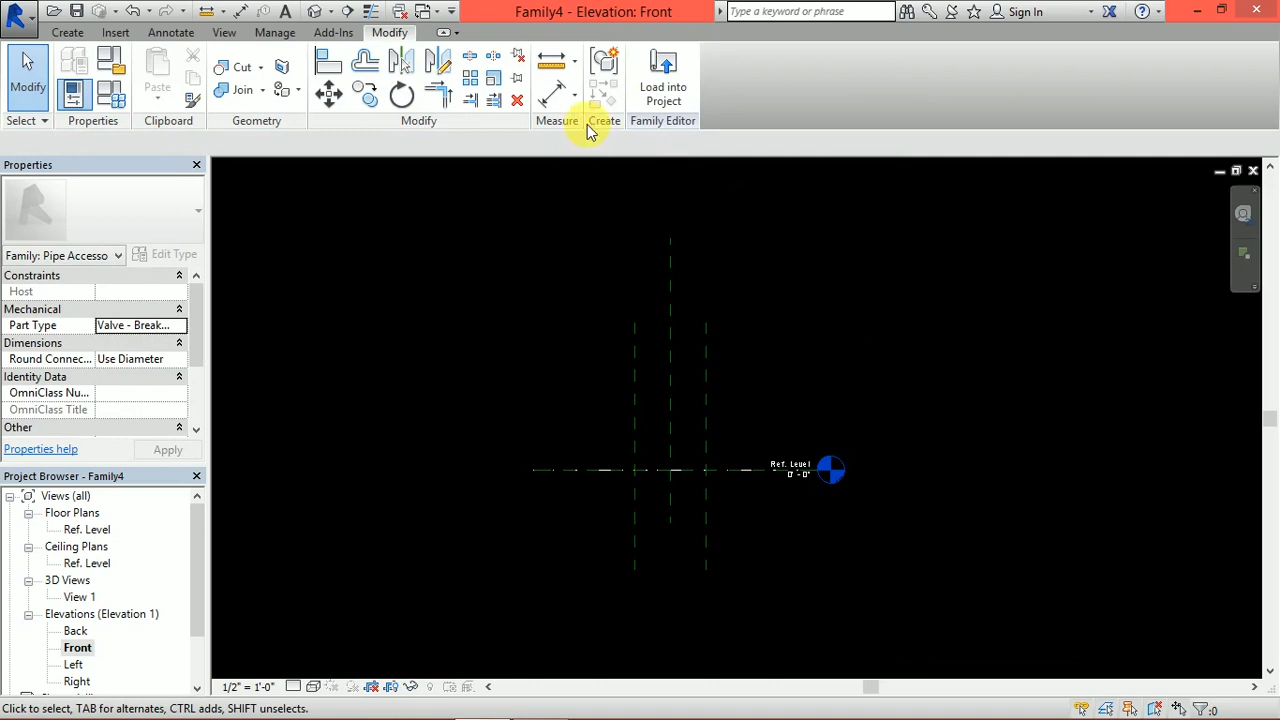 Family4 - Elevation: Front
Type a keyword or phrase
Sign In
Create Insert Annotate View Manage Add-Ins Modify
Modify
Paste
Cut
Join
Load into
Project
Select Properties Clipboard Geometry Modify Measure Create Family Editor
Properties
Family: Pipe Accesso
Edit Type
Constraints
Host
Mechanical
Part Type Valve - Break...
Dimensions
Round Connec... Use Diameter
Identity Data
OmniClass Nu...
OmniClass Title
Other
Properties help
Apply
Project Browser - Family4
Views (all)
Floor Plans
Ref. Level
Ceiling Plans
Ref. Level
3D Views
View 1
Elevations (Elevation 1)
Back
Front
Left
Right
Ref. Level
0' - 0"
1/2" = 1'-0"
Click to select, TAB for alternates, CTRL adds, SHIFT unselects.
:0